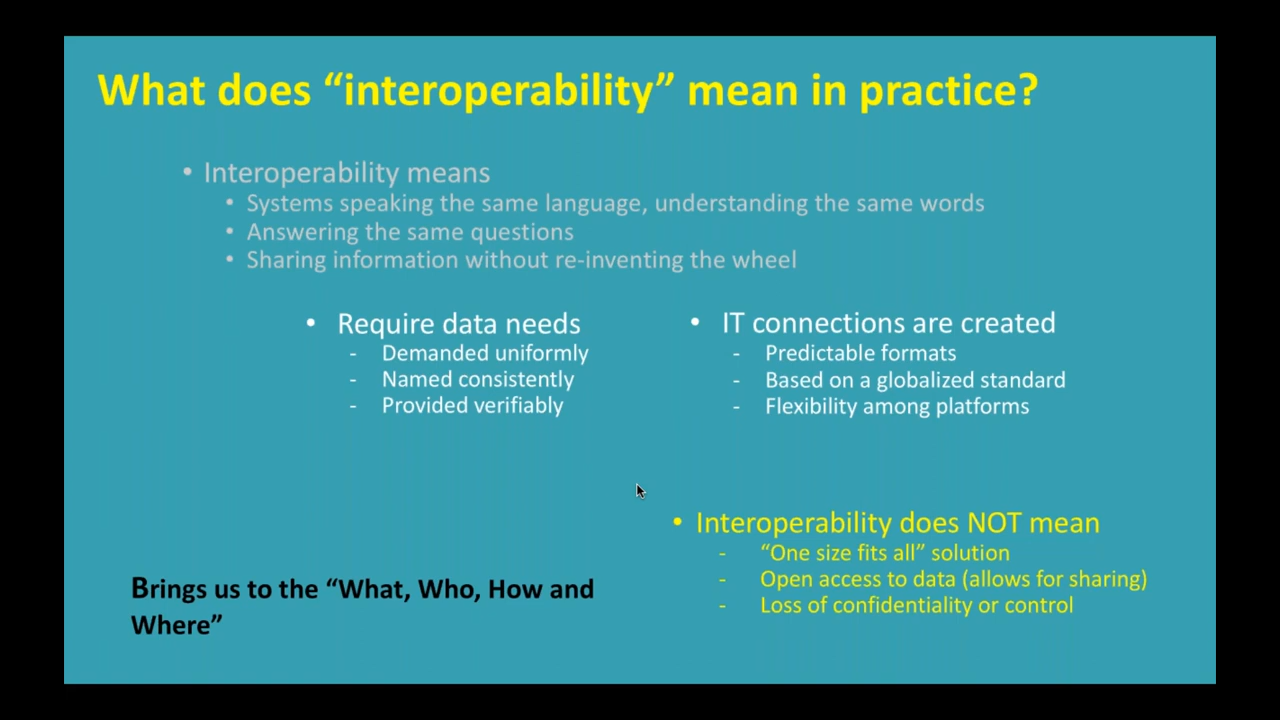 What does “interoperability” mean in practice?
• Interoperability means
• Systems speaking the same language, understanding the same words
• Answering the same questions
• Sharing information without re-inventing the wheel
• Require data needs
- Demanded uniformly
- Named consistently
- Provided verifiably
• IT connections are created
- Predictable formats
- Based on a globalized standard
- Flexibility among platforms
• Interoperability does NOT mean
- “One size fits all” solution
- Open access to data (allows for sharing)
- Loss of confidentiality or control
Brings us to the “What, Who, How and
Where”